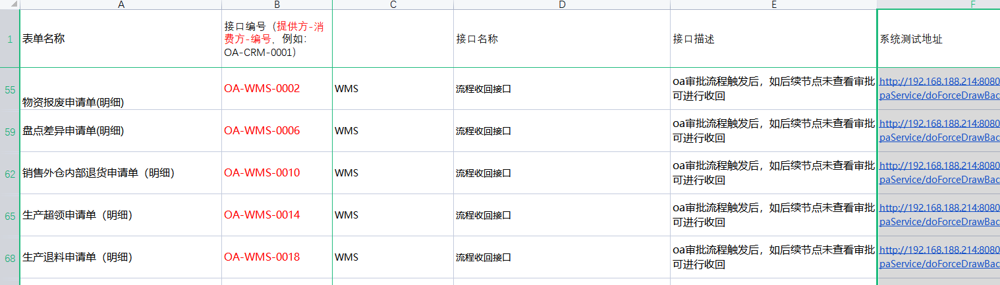 A B C D E F
1 表单名称 接口编号（提供方-消费方-编号，例如：OA-CRM-0001） 接口名称 接口描述 系统测试地址
55 物资报废申请单(明细) OA-WMS-0002 WMS 流程收回接口 oa审批流程触发后，如后续节点未查看审批可进行收回 http://192.168.188.214:8080 paService/doForceDrawBac
59 盘点差异申请单(明细) OA-WMS-0006 WMS 流程收回接口 oa审批流程触发后，如后续节点未查看审批可进行收回 http://192.168.188.214:8080 paService/doForceDrawBac
62 销售外仓内部退货申请单（明细） OA-WMS-0010 WMS 流程收回接口 oa审批流程触发后，如后续节点未查看审批可进行收回 http://192.168.188.214:8080 paService/doForceDrawBac
65 生产超领申请单（明细） OA-WMS-0014 WMS 流程收回接口 oa审批流程触发后，如后续节点未查看审批可进行收回 http://192.168.188.214:8080 paService/doForceDrawBac
68 生产退料申请单（明细） OA-WMS-0018 WMS 流程收回接口 oa审批流程触发后，如后续节点未查看审批可进行收回 http://192.168.188.214:8080 paService/doForceDrawBac